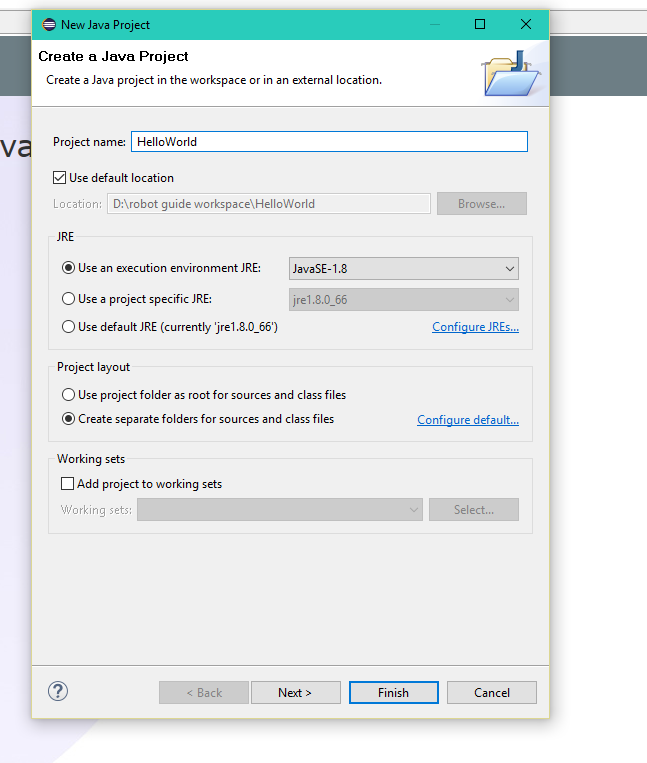 New Java Project
Create a Java Project
Create a Java project in the workspace or in an external location.
va
Project name: HelloWorld
Use default location
Location: D:\robot guide workspace\HelloWorld Browse...
JRE
Use an execution environment JRE: JavaSE-1.8
Use a project specific JRE: jre1.8.0_66
Use default JRE (currently 'jre1.8.0_66') Configure JREs...
Project layout
Use project folder as root for sources and class files
Create separate folders for sources and class files Configure default...
Working sets
Add project to working sets
Working sets: Select...
? < Back Next > Finish Cancel